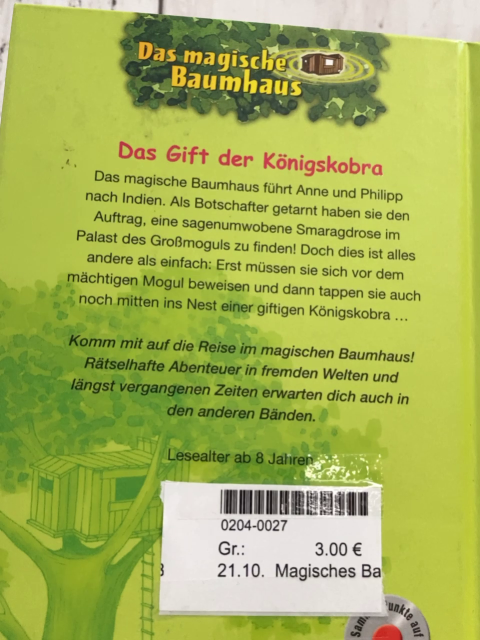 Das magische
Baumhaus
Das Gift der Königskobra
Das magische Baumhaus führt Anne und Philipp
nach Indien. Als Botschafter getarnt haben sie den
Auftrag, eine sagenumwobene Smaragdrose im
Palast des Großmoguls zu finden! Doch dies ist alles
andere als einfach: Erst müssen sie sich vor dem
mächtigen Mogul beweisen und dann tappen sie auch
noch mitten ins Nest einer giftigen Königskobra ...
Komm mit auf die Reise im magischen Baumhaus!
Rätselhafte Abenteuer in fremden Welten und
längst vergangenen Zeiten erwarten dich auch in
den anderen Bänden.
Lesealter ab 8 Jahren
0204-0027
Gr.: 3.00 €
21.10. Magisches Ba
auf